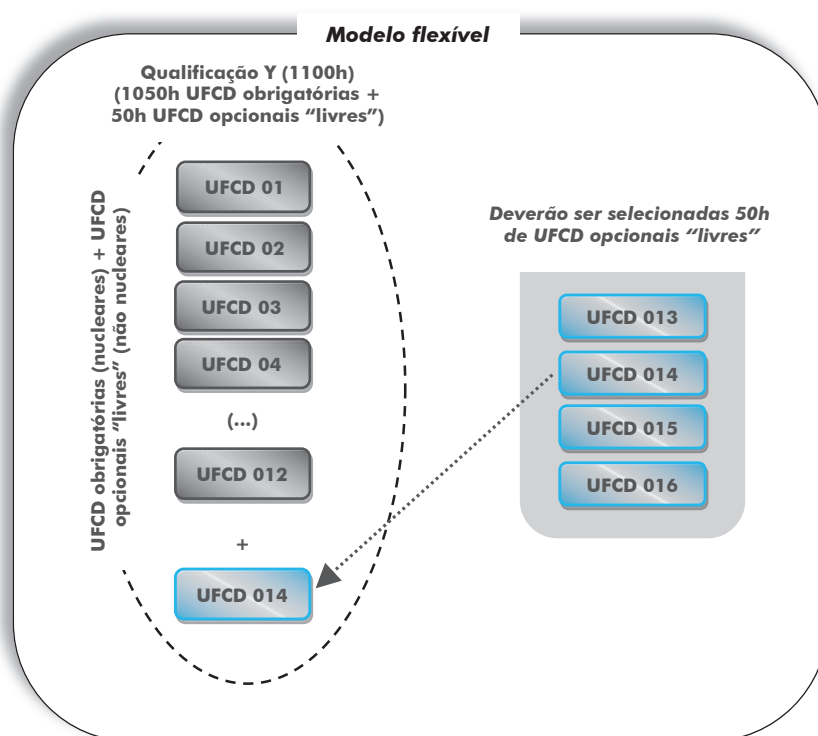 Modelo flexível
Qualificação Y (1100h)
(1050h UFCD obrigatórias +
50h UFCD opcionais “livres”)
UFCD obrigatórias (nucleares) + UFCD
opcionais “livres” (não nucleares)
UFCD 01
UFCD 02
UFCD 03
UFCD 04
(...)
UFCD 012
+
UFCD 014
Deverão ser selecionadas 50h
de UFCD opcionais “livres”
UFCD 013
UFCD 014
UFCD 015
UFCD 016